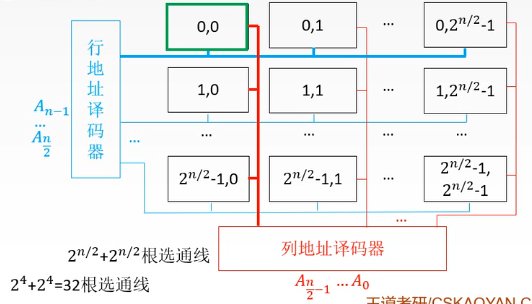 0,0
0,1
...
0,2^{n/2}-1
行地址译码器
A_{n-1}
...
A_{\frac{n}{2}}
1,0
1,1
...
1,2^{n/2}-1
...
...
...
...
2^{n/2}-1,0
2^{n/2}-1,1
...
2^{n/2}-1,
2^{n/2}-1
...
2^{n/2}+2^{n/2}根选通线
列地址译码器
2^4+2^4=32根选通线
A_{\frac{n}{2}-1} ... A_0
王道考研/CSKAOYAN.C